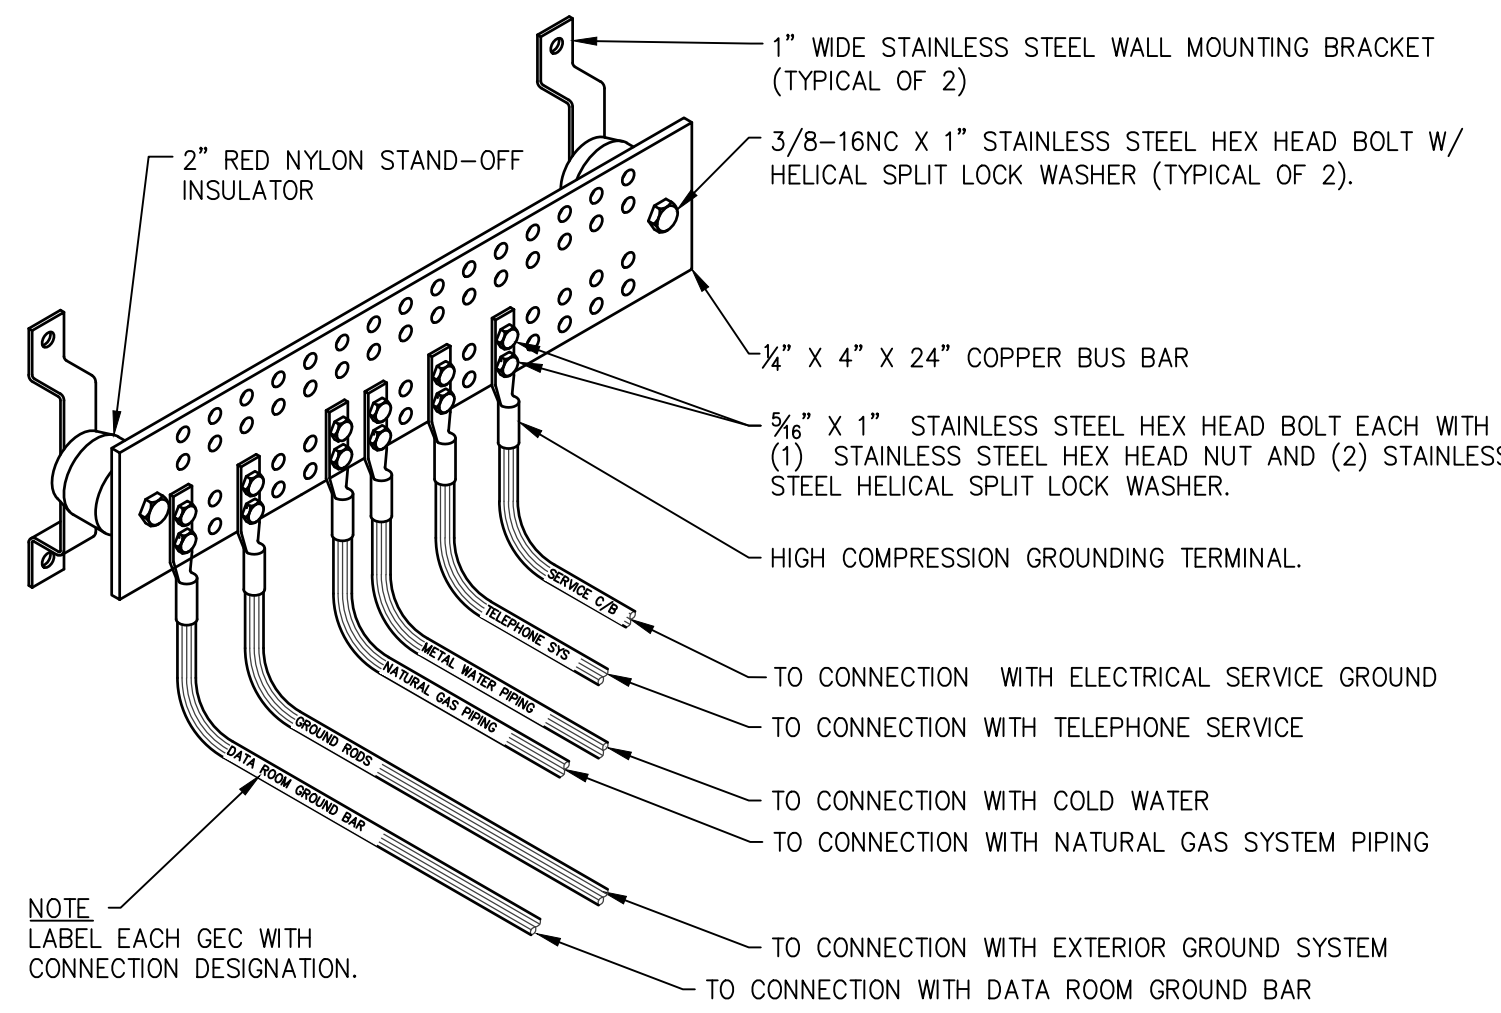 1” WIDE STAINLESS STEEL WALL MOUNTING BRACKET
(TYPICAL OF 2)
3/8–16NC X 1” STAINLESS STEEL HEX HEAD BOLT W/
HELICAL SPLIT LOCK WASHER (TYPICAL OF 2).
2” RED NYLON STAND–OFF
INSULATOR
¼” X 4” X 24” COPPER BUS BAR
5⁄16” X 1” STAINLESS STEEL HEX HEAD BOLT EACH WITH
(1) STAINLESS STEEL HEX HEAD NUT AND (2) STAINLESS
STEEL HELICAL SPLIT LOCK WASHER.
HIGH COMPRESSION GROUNDING TERMINAL.
SERVICE C/B
TELEPHONE SYS
METAL WATER PIPING
NATURAL GAS PIPING
GROUND RODS
DATA ROOM GROUND BAR
TO CONNECTION WITH ELECTRICAL SERVICE GROUND
TO CONNECTION WITH TELEPHONE SERVICE
TO CONNECTION WITH COLD WATER
TO CONNECTION WITH NATURAL GAS SYSTEM PIPING
NOTE
LABEL EACH GEC WITH
CONNECTION DESIGNATION.
TO CONNECTION WITH EXTERIOR GROUND SYSTEM
TO CONNECTION WITH DATA ROOM GROUND BAR